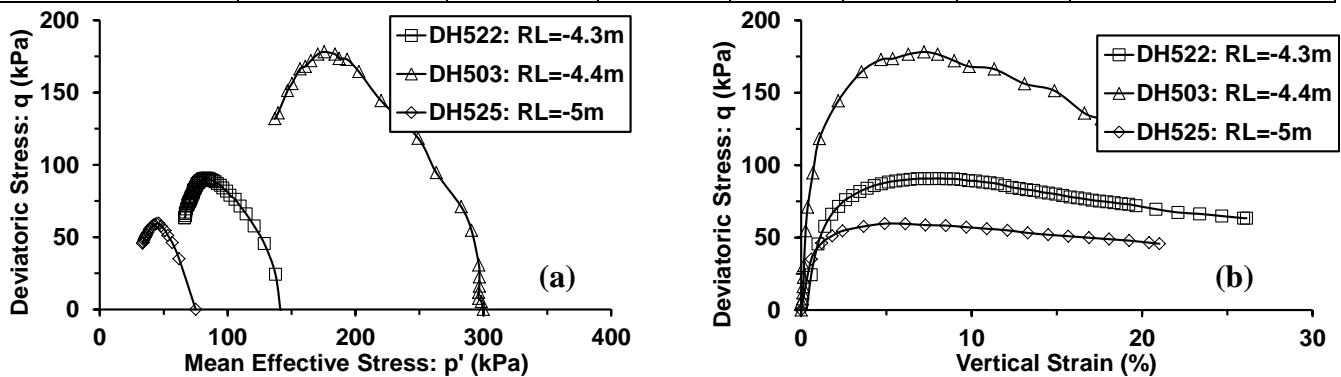 Deviatoric Stress: q (kPa)
200
150
100
50
0
0
100
200
300
400
Mean Effective Stress: p' (kPa)
DH522: RL=-4.3m
DH503: RL=-4.4m
DH525: RL=-5m
(a)
Deviatoric Stress: q (kPa)
200
150
100
50
0
0
10
20
30
Vertical Strain (%)
DH522: RL=-4.3m
DH503: RL=-4.4m
DH525: RL=-5m
(b)